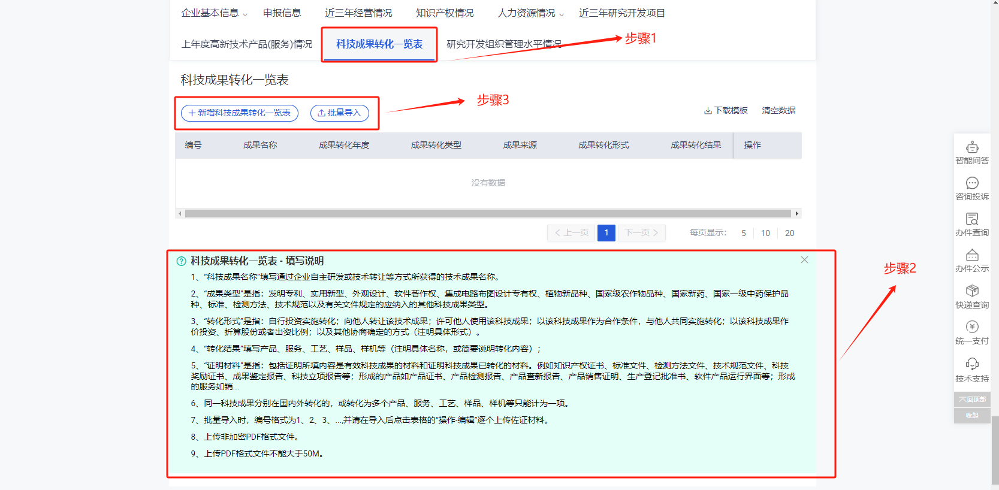 企业基本信息 申报信息 近三年经营情况 知识产权情况 人力资源情况 近三年研究开发项目
上年度高新技术产品(服务)情况 科技成果转化一览表 研究开发组织管理水平情况 步骤1
科技成果转化一览表
步骤3
新增科技成果转化一览表 批量导入 下载模板 清空数据
编号 成果名称 成果转化年度 成果转化类型 成果来源 成果转化形式 成果转化结果 操作
没有数据
上一页 1 下一页 每页显示： 5 10 20
科技成果转化一览表 - 填写说明
步骤2
1、“科技成果名称”填写通过企业自主研发或技术转让等方式所获得的技术成果名称。
2、“成果类型”是指：发明专利、实用新型、外观设计、软件著作权、集成电路布图设计专有权、植物新品种、国家级农作物品种、国家新药、国家一级中药保护品
种、标准、检测方法、技术规范以及有关文件规定的应纳入的其他科技成果类型。
3、“转化形式”是指：自行投资实施转化；向他人转让该技术成果；许可他人使用该科技成果；以该科技成果作为合作条件，与他人共同实施转化；以该科技成果作
价投资、折算股份或者出资比例；以及其他协商确定的方式（注明具体形式）。
4、“转化结果”填写产品、服务、工艺、样品、样机等（注明具体名称，或简要说明转化内容）；
5、“证明材料”是指：包括证明所填内容是有效科技成果的材料和证明科技成果已转化的材料。例如知识产权证书、标准文件、检测方法文件、技术规范文件、科技
奖励证书、成果鉴定报告、科技立项报告等；形成的产品如产品证书、产品检测报告、产品查新报告、产品销售证明、生产登记批准书、软件产品运行界面等；形成
的服务如销...
6、同一科技成果分别在国内外转化的，或转化为多个产品、服务、工艺、样品、样机等只能计为一项。
7、批量导入时，编号格式为1、2、3、...,并请在导入后点击表格的“操作-编辑”逐个上传佐证材料。
8、上传非加密PDF格式文件。
9、上传PDF格式文件不能大于50M。
智能问答
咨询投诉
办件查询
办件公示
快递查询
统一支付
技术支持
回顶部
收起